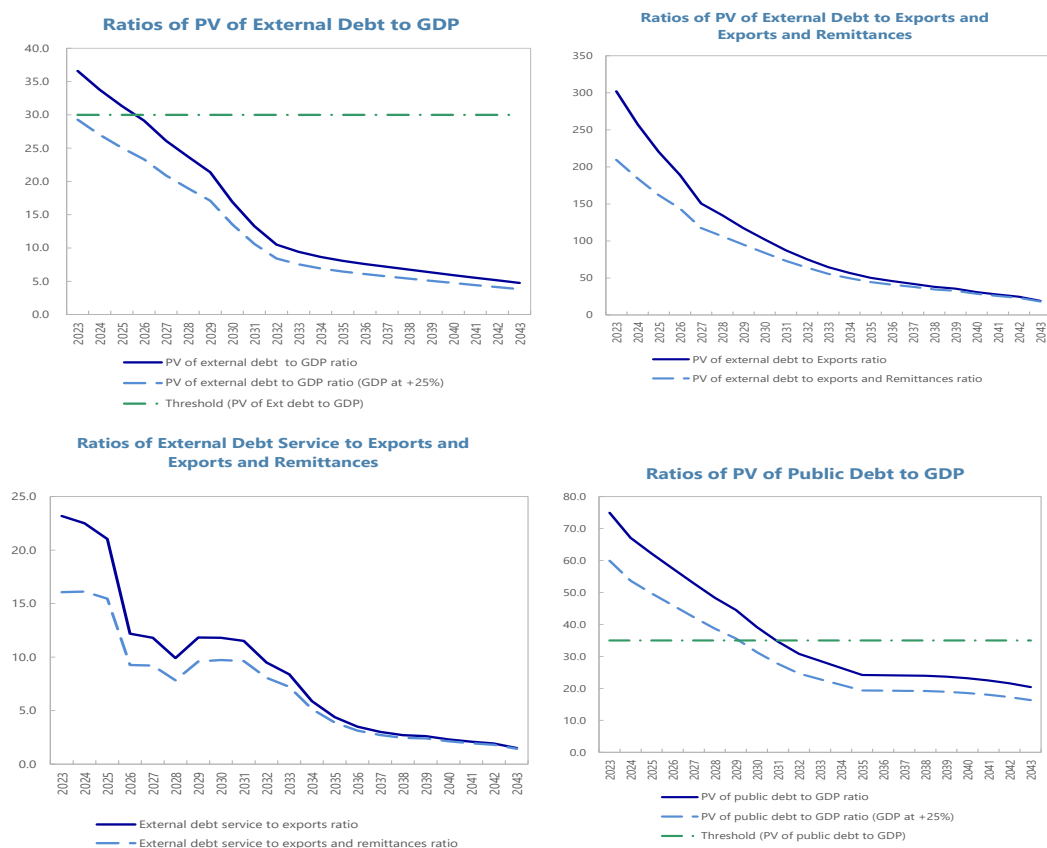 Ratios of PV of External Debt to GDP
40.0
35.0
30.0
25.0
20.0
15.0
10.0
5.0
0.0
2023 2024 2025 2026 2027 2028 2029 2030 2031 2032 2033 2034 2035 2036 2037 2038 2039 2040 2041 2042 2043
PV of external debt to GDP ratio
PV of external debt to GDP ratio (GDP at +25%)
Threshold (PV of Ext debt to GDP)
Ratios of PV of External Debt to Exports and
Exports and Remittances
350
300
250
200
150
100
50
0
2023 2024 2025 2026 2027 2028 2029 2030 2031 2032 2033 2034 2035 2036 2037 2038 2039 2040 2041 2042 2043
PV of external debt to Exports ratio
PV of external debt to exports and Remittances ratio
Ratios of External Debt Service to Exports and
Exports and Remittances
25.0
20.0
15.0
10.0
5.0
0.0
2023 2024 2025 2026 2027 2028 2029 2030 2031 2032 2033 2034 2035 2036 2037 2038 2039 2040 2041 2042 2043
External debt service to exports ratio
External debt service to exports and remittances ratio
Ratios of PV of Public Debt to GDP
80.0
70.0
60.0
50.0
40.0
30.0
20.0
10.0
0.0
2023 2024 2025 2026 2027 2028 2029 2030 2031 2032 2033 2034 2035 2036 2037 2038 2039 2040 2041 2042 2043
PV of public debt to GDP ratio
PV of public debt to GDP ratio (GDP at +25%)
Threshold (PV of public debt to GDP)